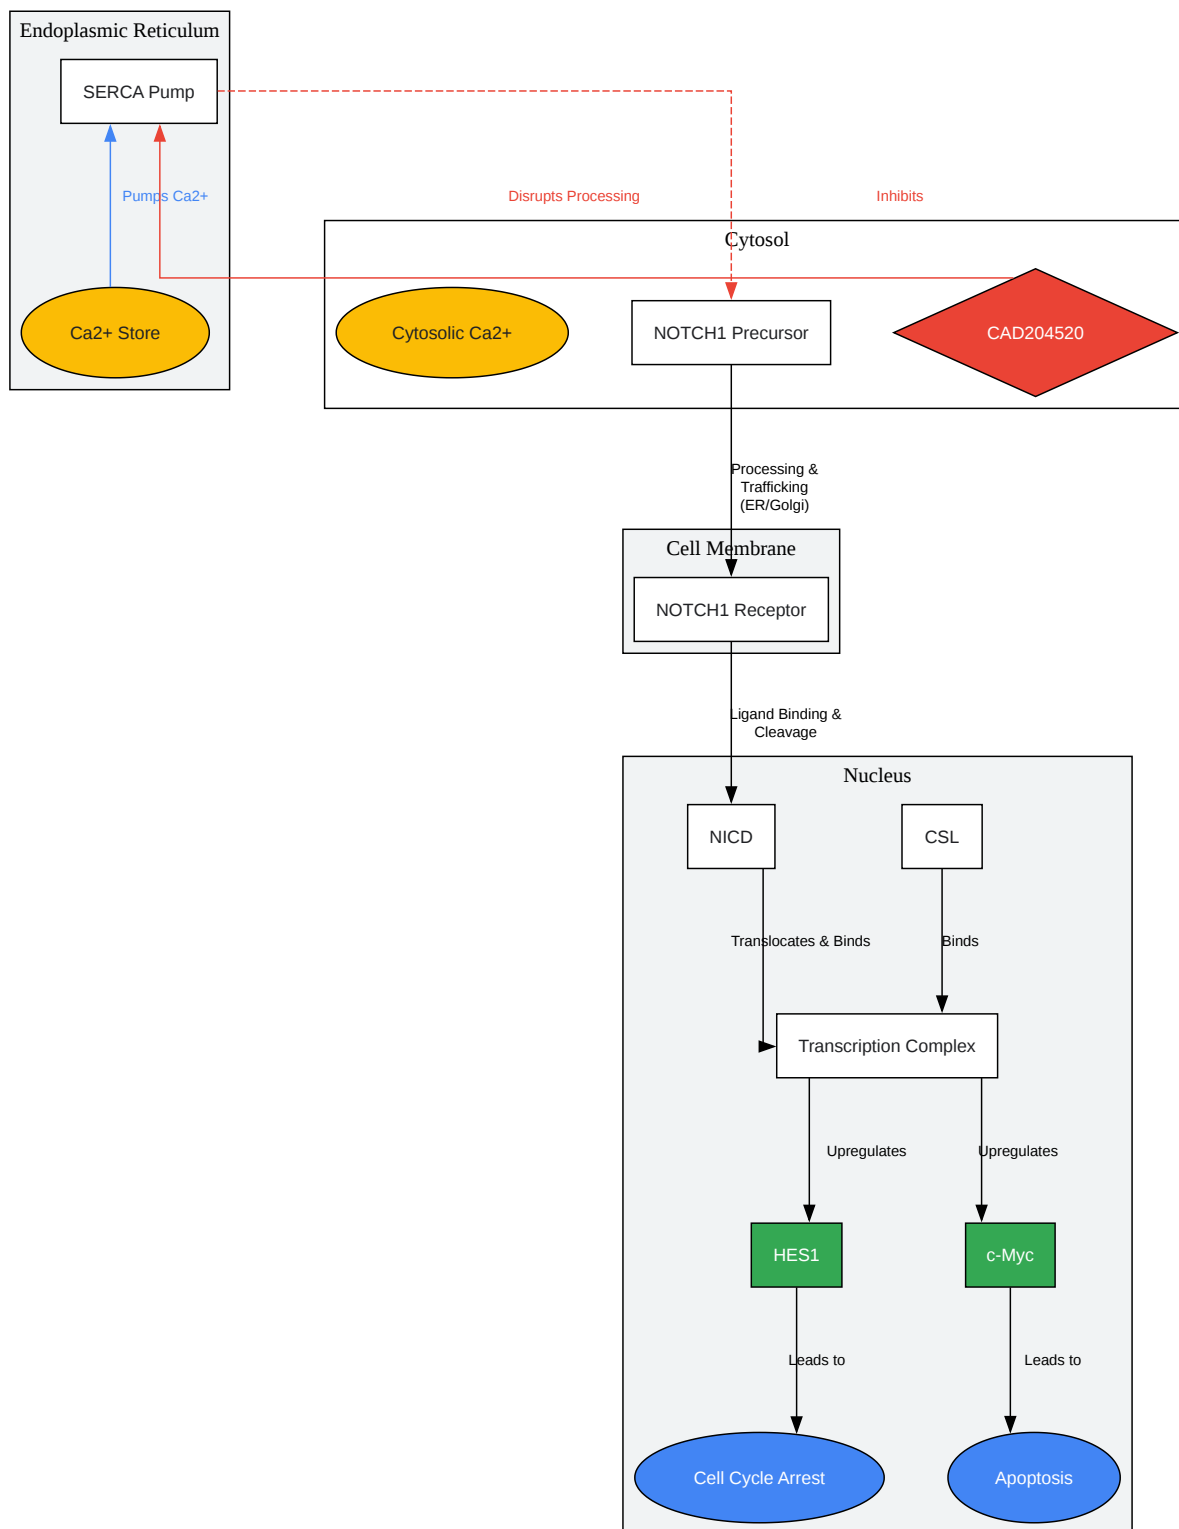 Endoplasmic Reticulum
SERCA Pump
Pumps Ca2+
Disrupts Processing
Inhibits
Cytosol
Ca2+ Store
Cytosolic Ca2+
NOTCH1 Precursor
CAD204520
Processing &
Trafficking
(ER/Golgi)
Cell Membrane
NOTCH1 Receptor
Ligand Binding &
Cleavage
Nucleus
NICD
CSL
Translocates & Binds
Binds
Transcription Complex
Upregulates
Upregulates
HES1
c-Myc
Leads to
Leads to
Cell Cycle Arrest
Apoptosis